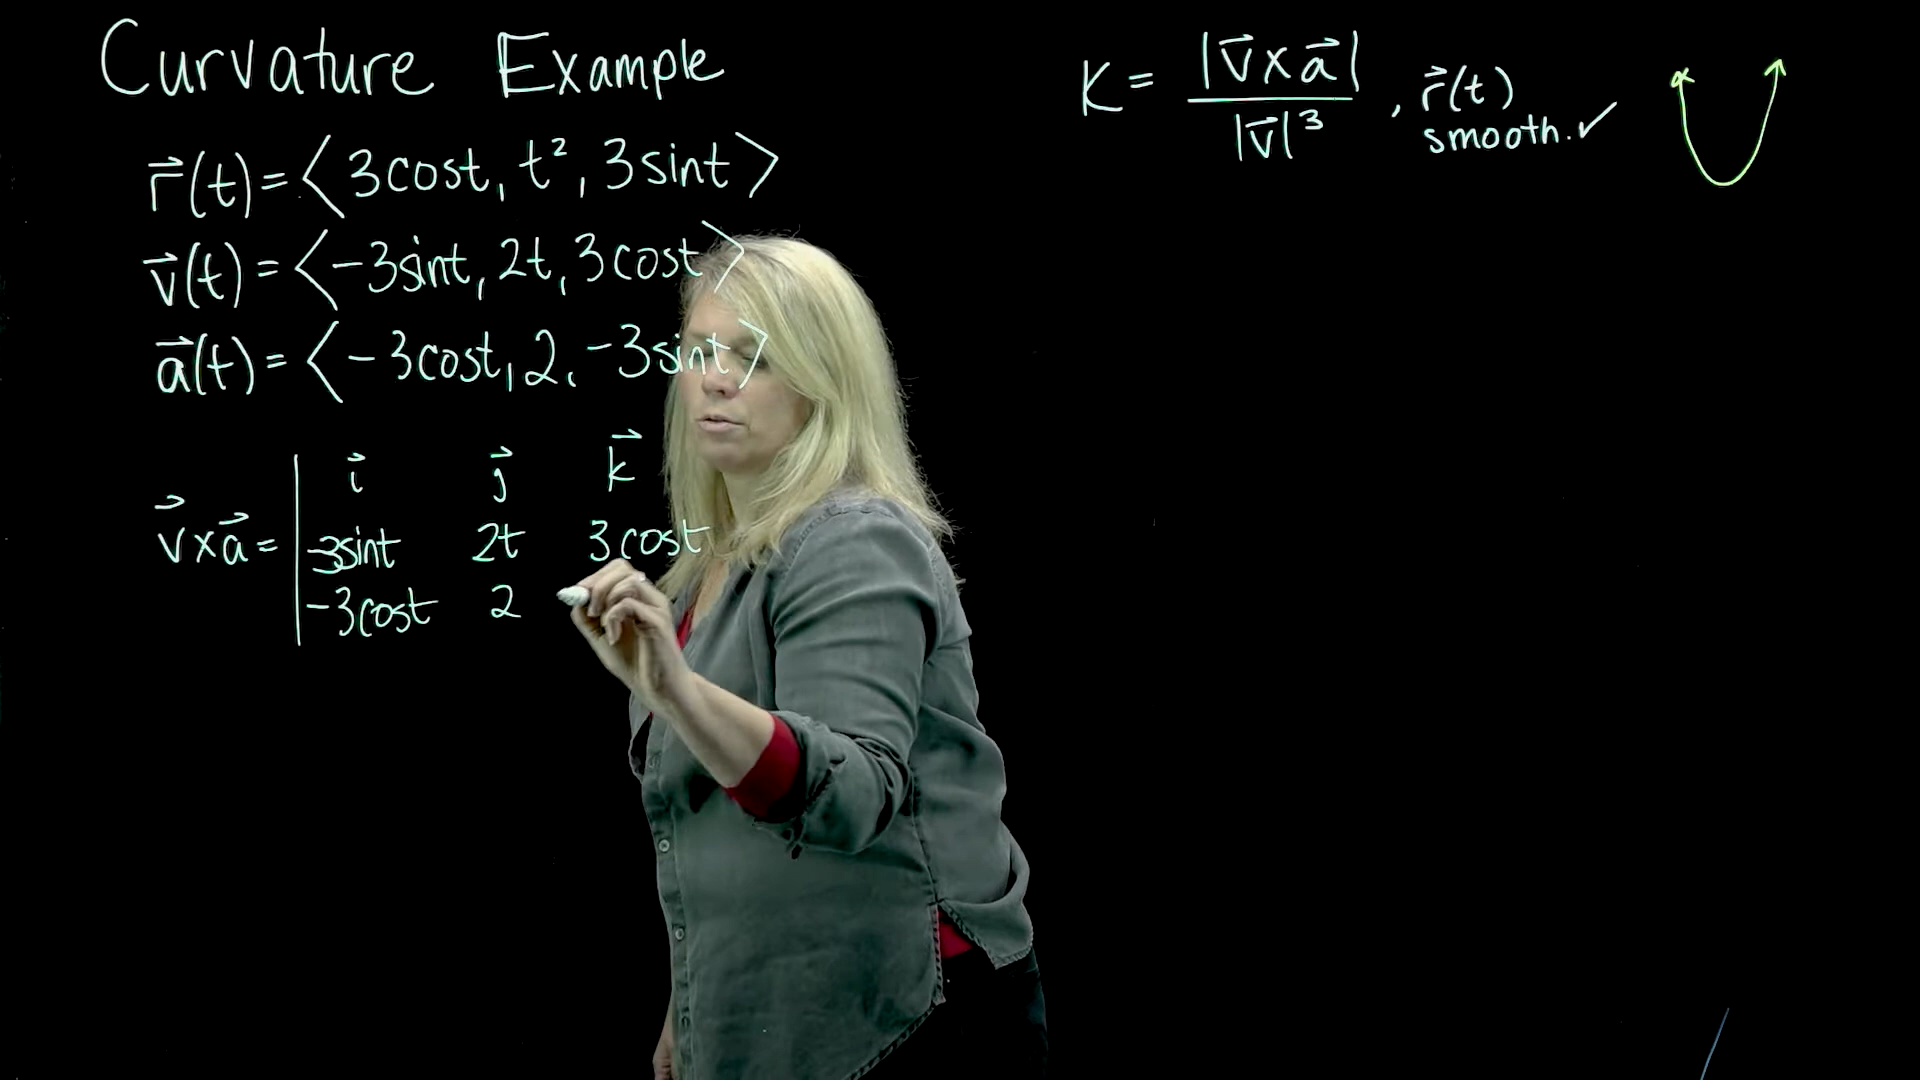 Curvature Example
r⃗(t) = ⟨3cost, t², 3sint⟩
v⃗(t) = ⟨-3sint, 2t, 3cost⟩
a⃗(t) = ⟨-3cost, 2, -3sint⟩
v⃗ x a⃗ = | i⃗ j⃗ k⃗
-3sint 2t 3cost
-3cost 2
K = |v⃗ x a⃗| / |v⃗|³ , r⃗(t)
smooth. ✓